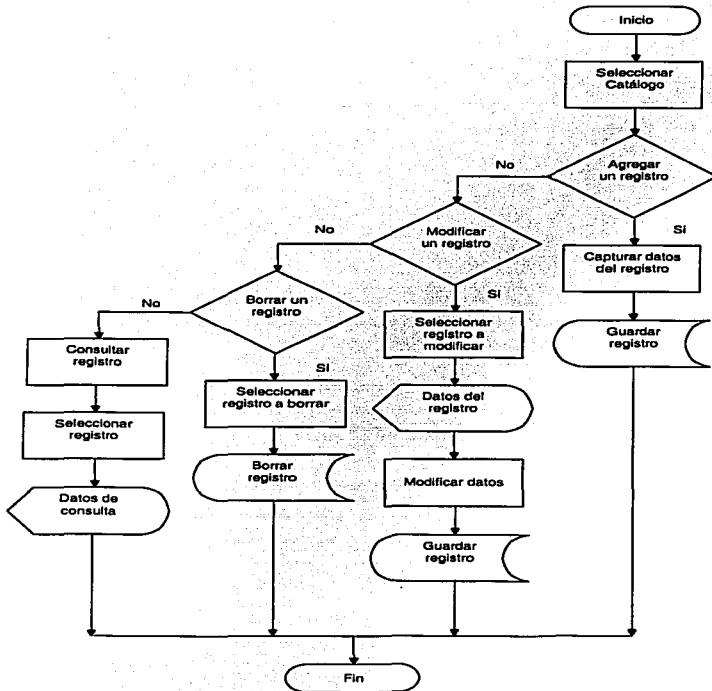 Inicio
Seleccionar
Catálogo
Agregar
un registro
No
Si
Capturar datos
del registro
Guardar
registro
Modificar
un registro
No
Si
Seleccionar
registro a
modificar
Datos del
registro
Modificar datos
Guardar
registro
Borrar un
registro
No
Si
Seleccionar
registro a borrar
Borrar
registro
Consultar
registro
Seleccionar
registro
Datos de
consulta
Fin